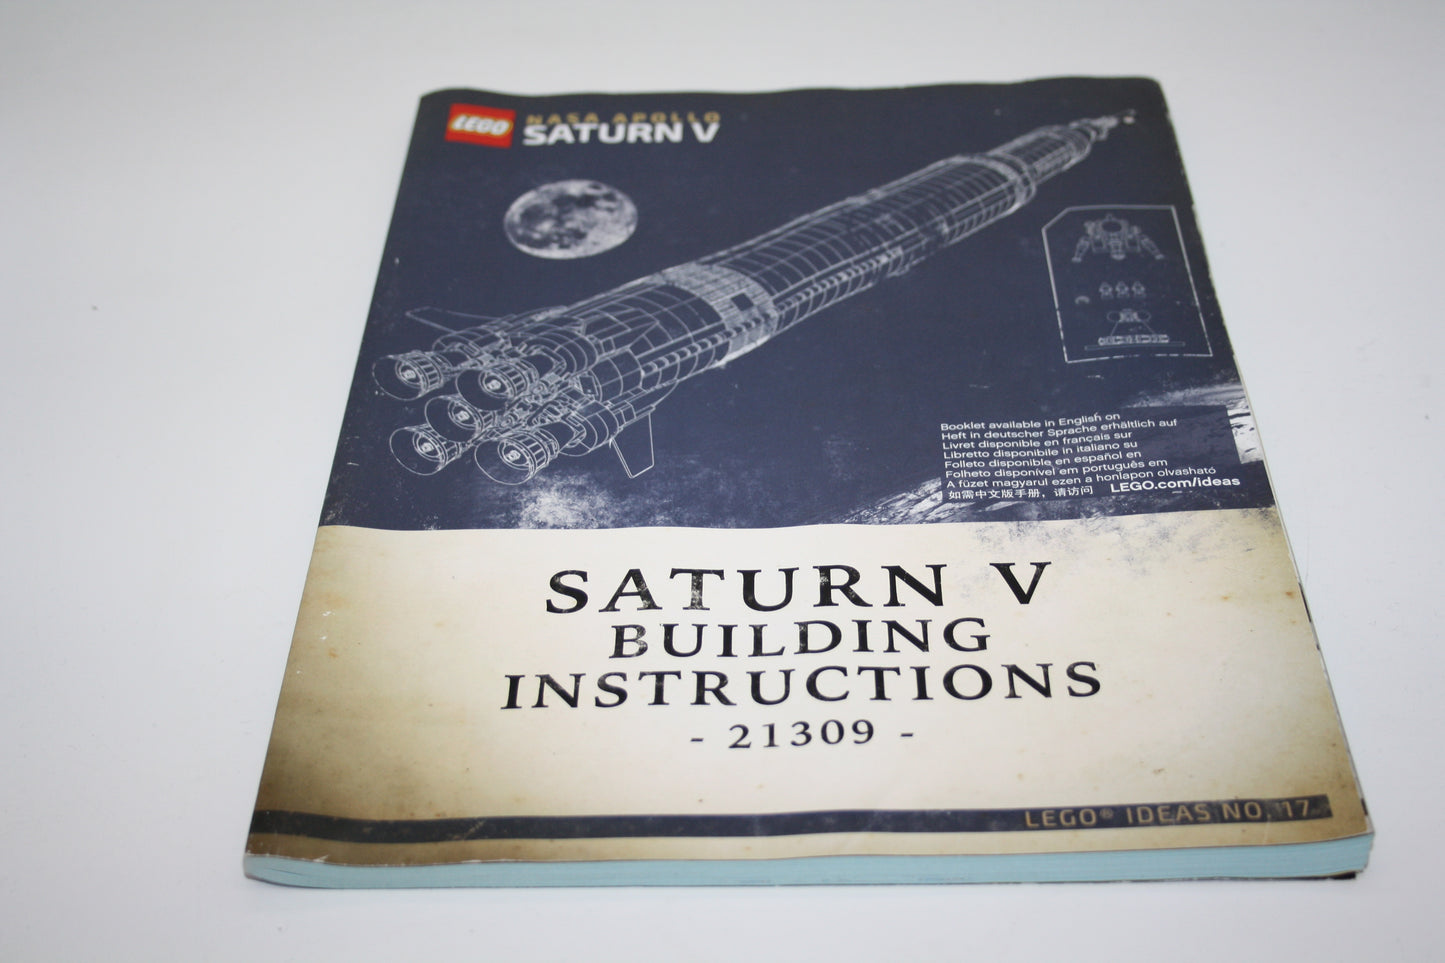 LEGO
NASA APOLLO
SATURN V
Booklet available in English on
Heft in deutscher Sprache erhältlich auf
Livret disponible en français sur
Libretto disponibile in italiano su
Folleto disponible en español en
Folheto disponível em português em
A füzet magyarul ezen a honlapon olvasható
如需中文版手册，请访问 LEGO.com/ideas
SATURN V
BUILDING
INSTRUCTIONS
- 21309 -
LEGO® IDEAS NO. 17